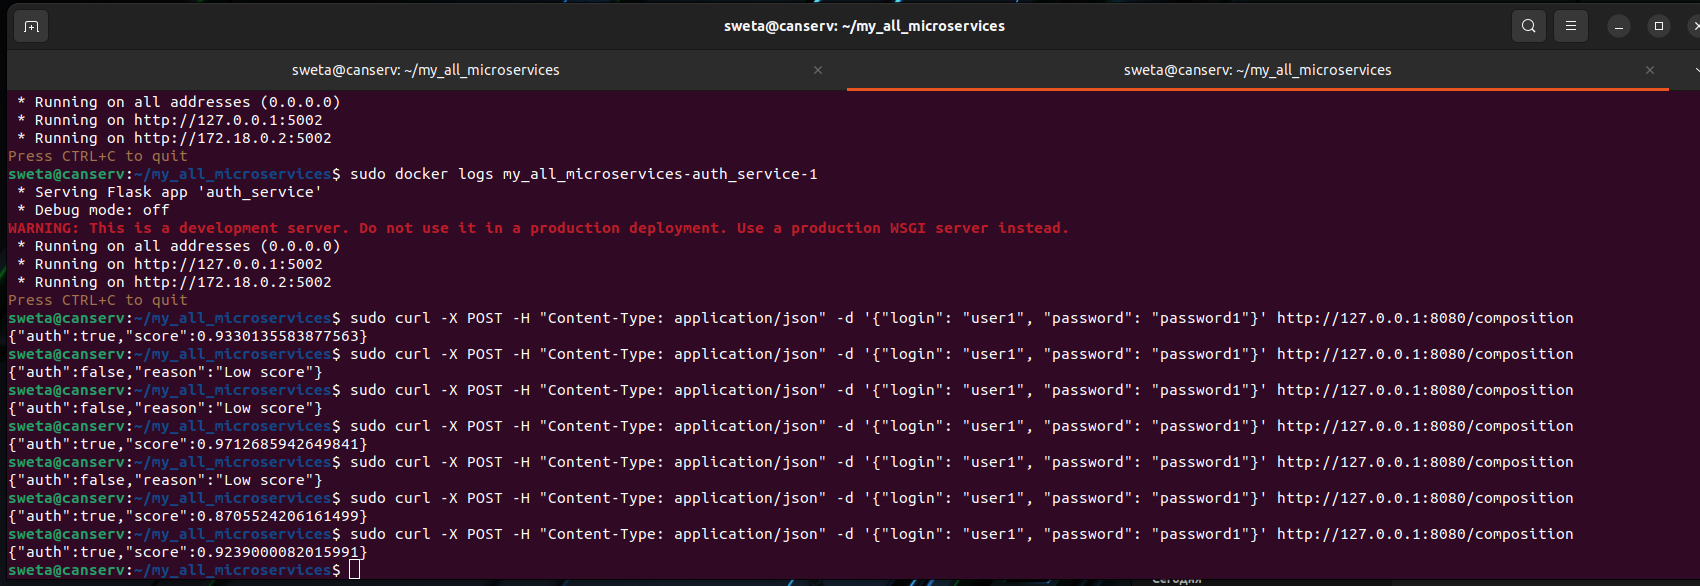 sweta@canserv: ~/my_all_microservices
sweta@canserv: ~/my_all_microservices
sweta@canserv: ~/my_all_microservices
* Running on all addresses (0.0.0.0)
* Running on http://127.0.0.1:5002
* Running on http://172.18.0.2:5002
Press CTRL+C to quit
sweta@canserv:~/my_all_microservices$ sudo docker logs my_all_microservices-auth_service-1
* Serving Flask app 'auth_service'
* Debug mode: off
WARNING: This is a development server. Do not use it in a production deployment. Use a production WSGI server instead.
* Running on all addresses (0.0.0.0)
* Running on http://127.0.0.1:5002
* Running on http://172.18.0.2:5002
Press CTRL+C to quit
sweta@canserv:~/my_all_microservices$ sudo curl -X POST -H "Content-Type: application/json" -d '{"login": "user1", "password": "password1"}' http://127.0.0.1:8080/composition
{"auth":true,"score":0.9330135583877563}
sweta@canserv:~/my_all_microservices$ sudo curl -X POST -H "Content-Type: application/json" -d '{"login": "user1", "password": "password1"}' http://127.0.0.1:8080/composition
{"auth":false,"reason":"Low score"}
sweta@canserv:~/my_all_microservices$ sudo curl -X POST -H "Content-Type: application/json" -d '{"login": "user1", "password": "password1"}' http://127.0.0.1:8080/composition
{"auth":false,"reason":"Low score"}
sweta@canserv:~/my_all_microservices$ sudo curl -X POST -H "Content-Type: application/json" -d '{"login": "user1", "password": "password1"}' http://127.0.0.1:8080/composition
{"auth":true,"score":0.9712685942649841}
sweta@canserv:~/my_all_microservices$ sudo curl -X POST -H "Content-Type: application/json" -d '{"login": "user1", "password": "password1"}' http://127.0.0.1:8080/composition
{"auth":false,"reason":"Low score"}
sweta@canserv:~/my_all_microservices$ sudo curl -X POST -H "Content-Type: application/json" -d '{"login": "user1", "password": "password1"}' http://127.0.0.1:8080/composition
{"auth":true,"score":0.8705524206161499}
sweta@canserv:~/my_all_microservices$ sudo curl -X POST -H "Content-Type: application/json" -d '{"login": "user1", "password": "password1"}' http://127.0.0.1:8080/composition
{"auth":true,"score":0.9239000082015991}
sweta@canserv:~/my_all_microservices$
Сегодня